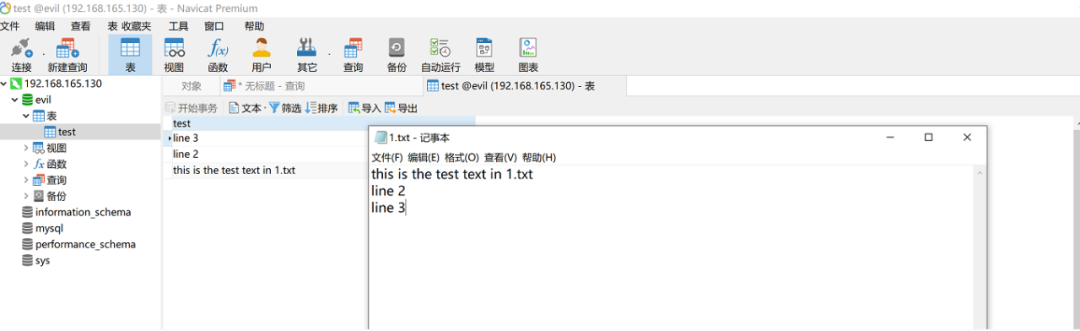 test @evil (192.168.165.130) - 表 - Navicat Premium
文件 编辑 查看 表 收藏夹 工具 窗口 帮助
连接 新建查询 表 视图 函数 用户 其它 查询 备份 自动运行 模型 图表
192.168.165.130
evil
表
test
视图
函数
查询
备份
information_schema
mysql
performance_schema
sys
对象 * 无标题 - 查询 test @evil (192.168.165.130) - 表
开始事务 文本 筛选 排序 导入 导出
test
line 3
line 2
this is the test text in 1.txt
1.txt - 记事本
文件(F) 编辑(E) 格式(O) 查看(V) 帮助(H)
this is the test text in 1.txt
line 2
line 3